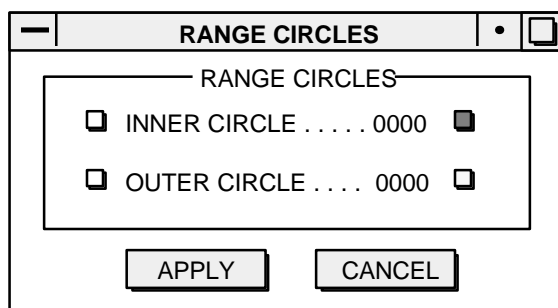 RANGE CIRCLES
RANGE CIRCLES
INNER CIRCLE . . . . . 0000
OUTER CIRCLE . . . . 0000
APPLY CANCEL